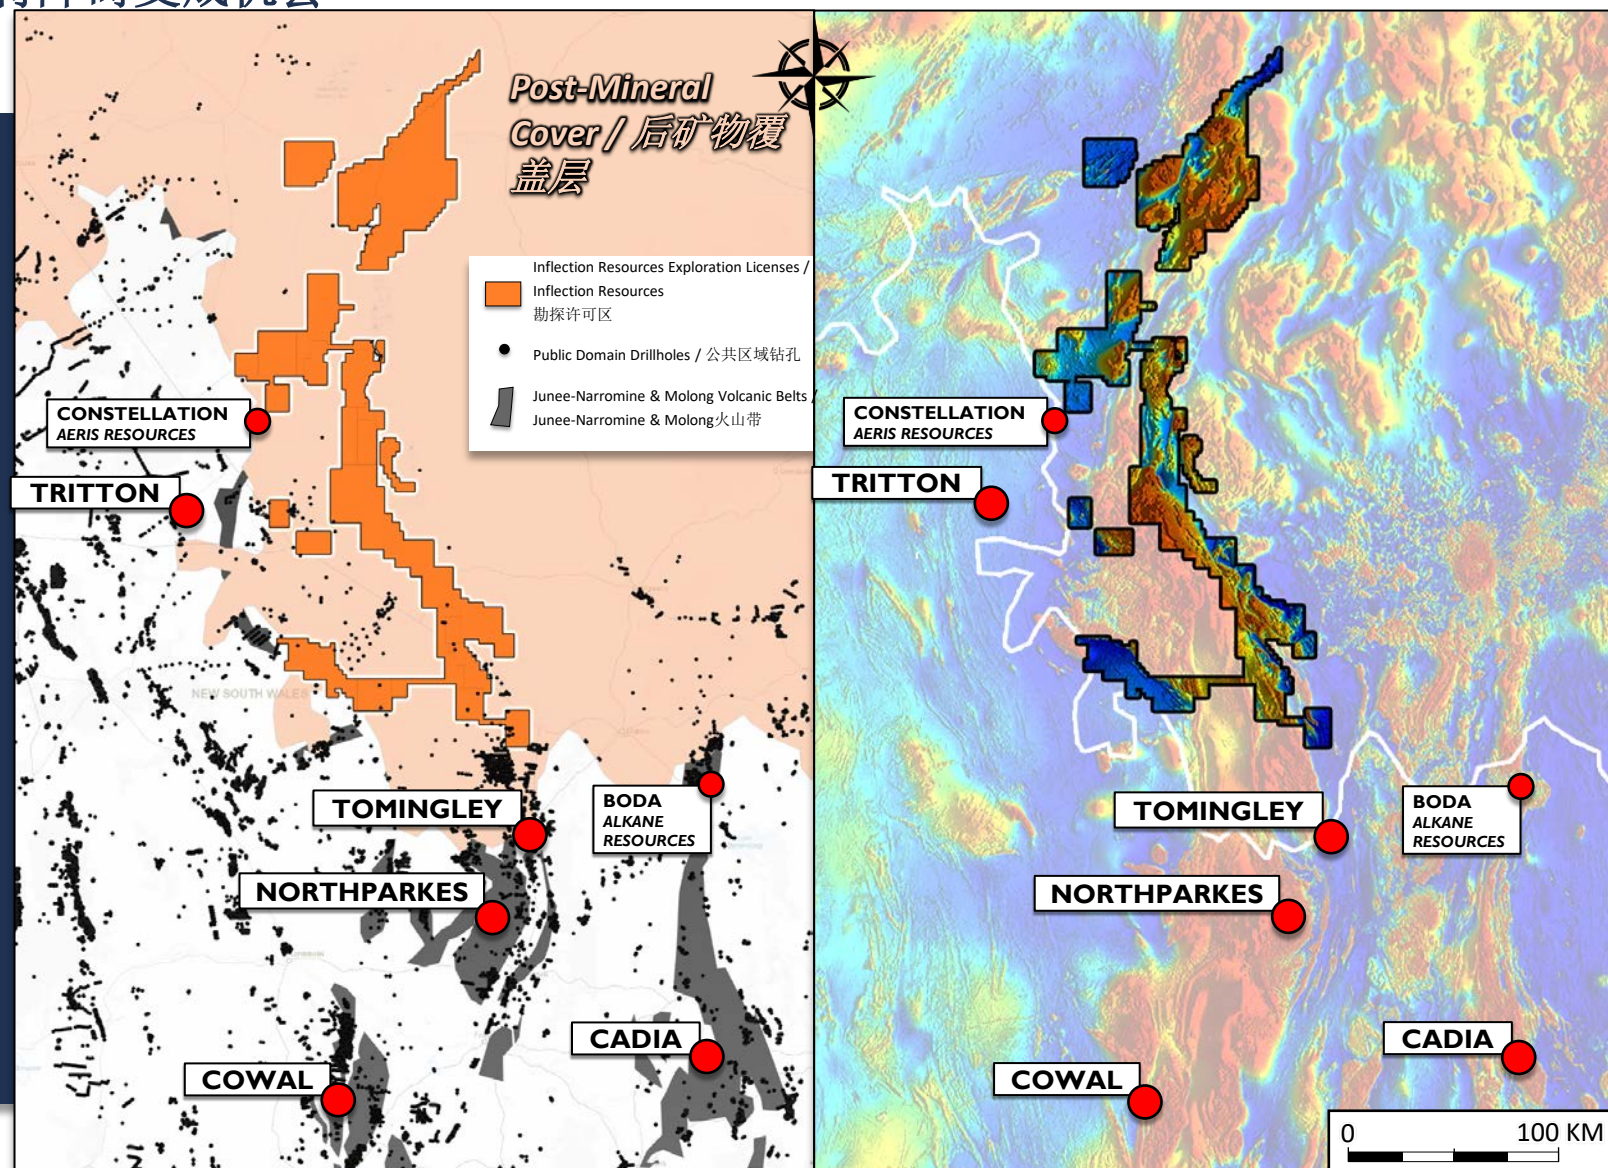 Post-Mineral
Cover / 后矿物覆
盖层
Inflection Resources Exploration Licenses /
Inflection Resources
勘探许可区
Public Domain Drillholes / 公共区域钻孔
Junee-Narromine & Molong Volcanic Belts /
Junee-Narromine & Molong火山带
CONSTELLATION
AERIS RESOURCES
TRITTON
NEW SOUTH WALES
TOMINGLEY
BODA
ALKANE
RESOURCES
NORTHPARKES
CADIA
COWAL
CONSTELLATION
AERIS RESOURCES
TRITTON
TOMINGLEY
BODA
ALKANE
RESOURCES
NORTHPARKES
CADIA
COWAL
0 100 KM